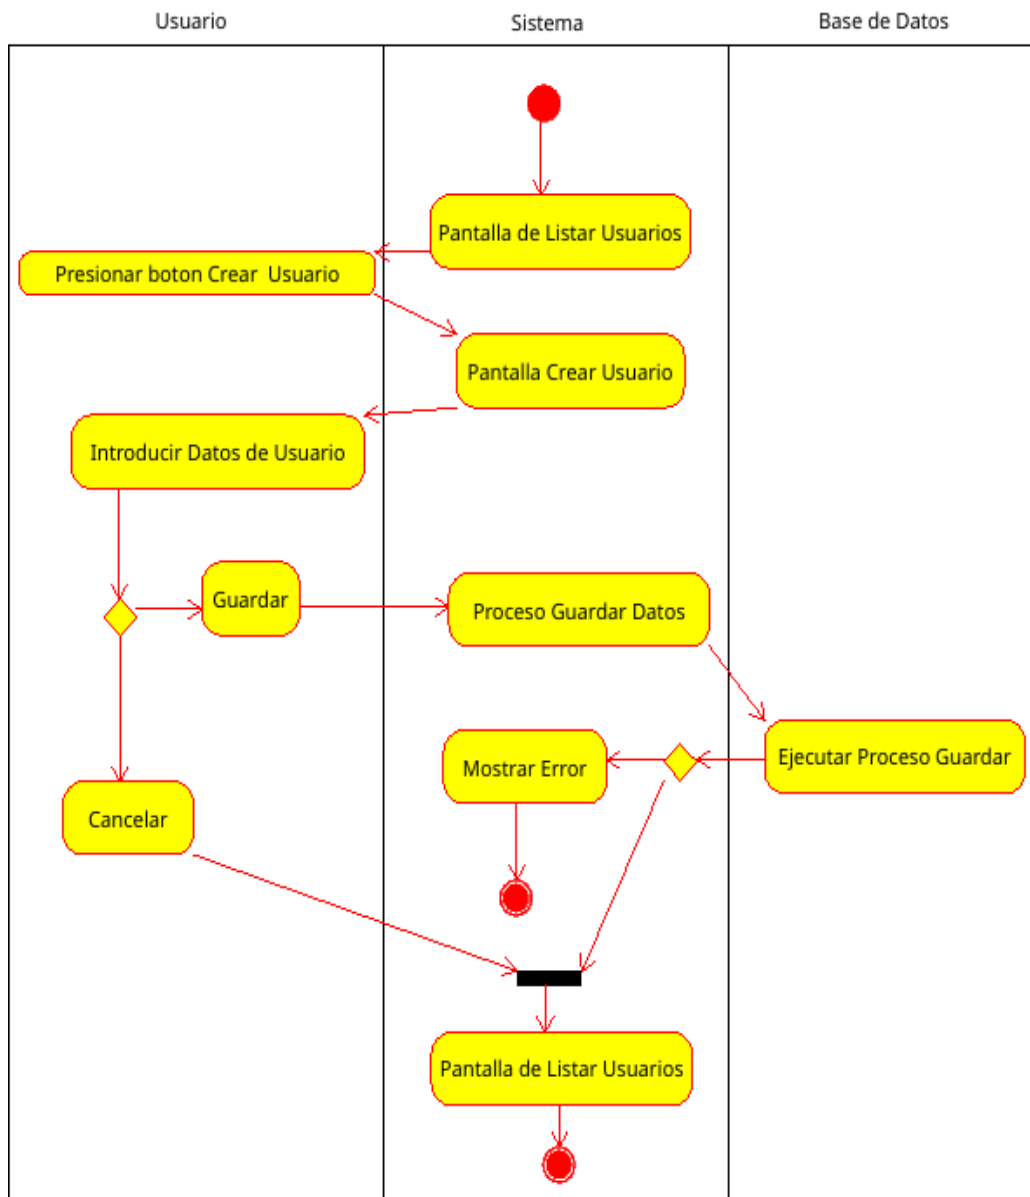 Usuario
Sistema
Base de Datos
Pantalla de Listar Usuarios
Presionar boton Crear  Usuario
Pantalla Crear Usuario
Introducir Datos de Usuario
Guardar
Proceso Guardar Datos
Ejecutar Proceso Guardar
Mostrar Error
Cancelar
Pantalla de Listar Usuarios